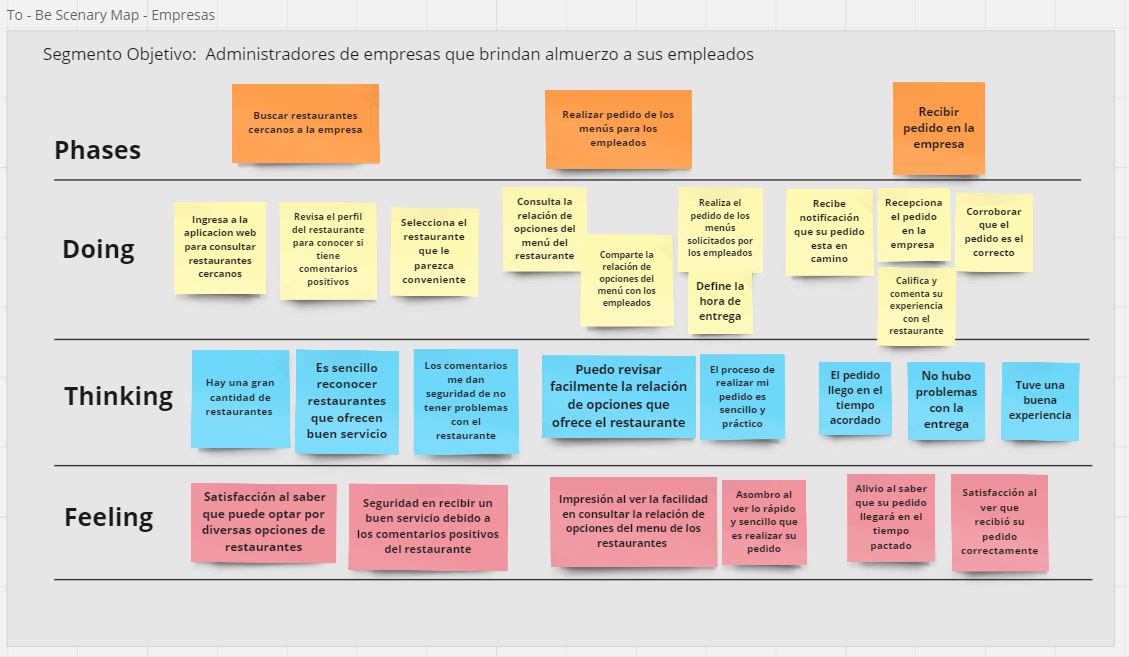 To - Be Scenary Map - Empresas
Segmento Objetivo: Administradores de empresas que brindan almuerzo a sus empleados
Phases
Buscar restaurantes
cercanos a la empresa
Realizar pedido de los
menús para los
empleados
Recibir
pedido en la
empresa
Doing
Ingresa a la
aplicacion web
para consultar
restaurantes
cercanos
Revisa el perfil
del restaurante
para conocer si
tiene
comentarios
positivos
Selecciona el
restaurante
que le
parezca
conveniente
Consulta la
relación de
opciones del
menú del
restaurante
Comparte la
relación de
opciones del
menú con los
empleados
Realiza el
pedido de los
menús
solicitados por
los empleados
Define la
hora de
entrega
Recibe
notificación
que su pedido
esta en
camino
Recepciona
el pedido
en la
empresa
Califica y
comenta su
experiencia
con el
restaurante
Corroborar
que el
pedido es el
correcto
Thinking
Hay una gran
cantidad de
restaurantes
Es sencillo
reconocer
restaurantes
que ofrecen
buen servicio
Los comentarios
me dan
seguridad de no
tener problemas
con el
restaurante
Puedo revisar
facilmente la relación
de opciones que
ofrece el restaurante
El proceso de
realizar mi
pedido es
sencillo y
práctico
El pedido
llego en el
tiempo
acordado
No hubo
problemas
con la
entrega
Tuve una
buena
experiencia
Feeling
Satisfacción al saber
que puede optar por
diversas opciones de
restaurantes
Seguridad en recibir un
buen servicio debido a
los comentarios positivos
del restaurante
Impresión al ver la facilidad
en consultar la relación de
opciones del menu de los
restaurantes
Asombro al
ver lo rápido
y sencillo que
es realizar su
pedido
Alivio al saber
que su pedido
llegará en el
tiempo
pactado
Satisfacción al
ver que
recibió su
pedido
correctamente